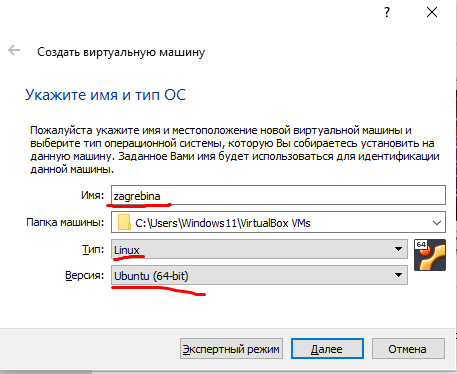 Создать виртуальную машину
Укажите имя и тип ОС
Пожалуйста укажите имя и местоположение новой виртуальной машины и
выберите тип операционной системы, которую Вы собираетесь установить на
данную машину. Заданное Вами имя будет использоваться для идентификации
данной машины.
Имя: zagrebina
Папка машины: C:\Users\Windows11\VirtualBox VMs
Тип: Linux
64
Версия: Ubuntu (64-bit)
Экспертный режим Далее Отмена